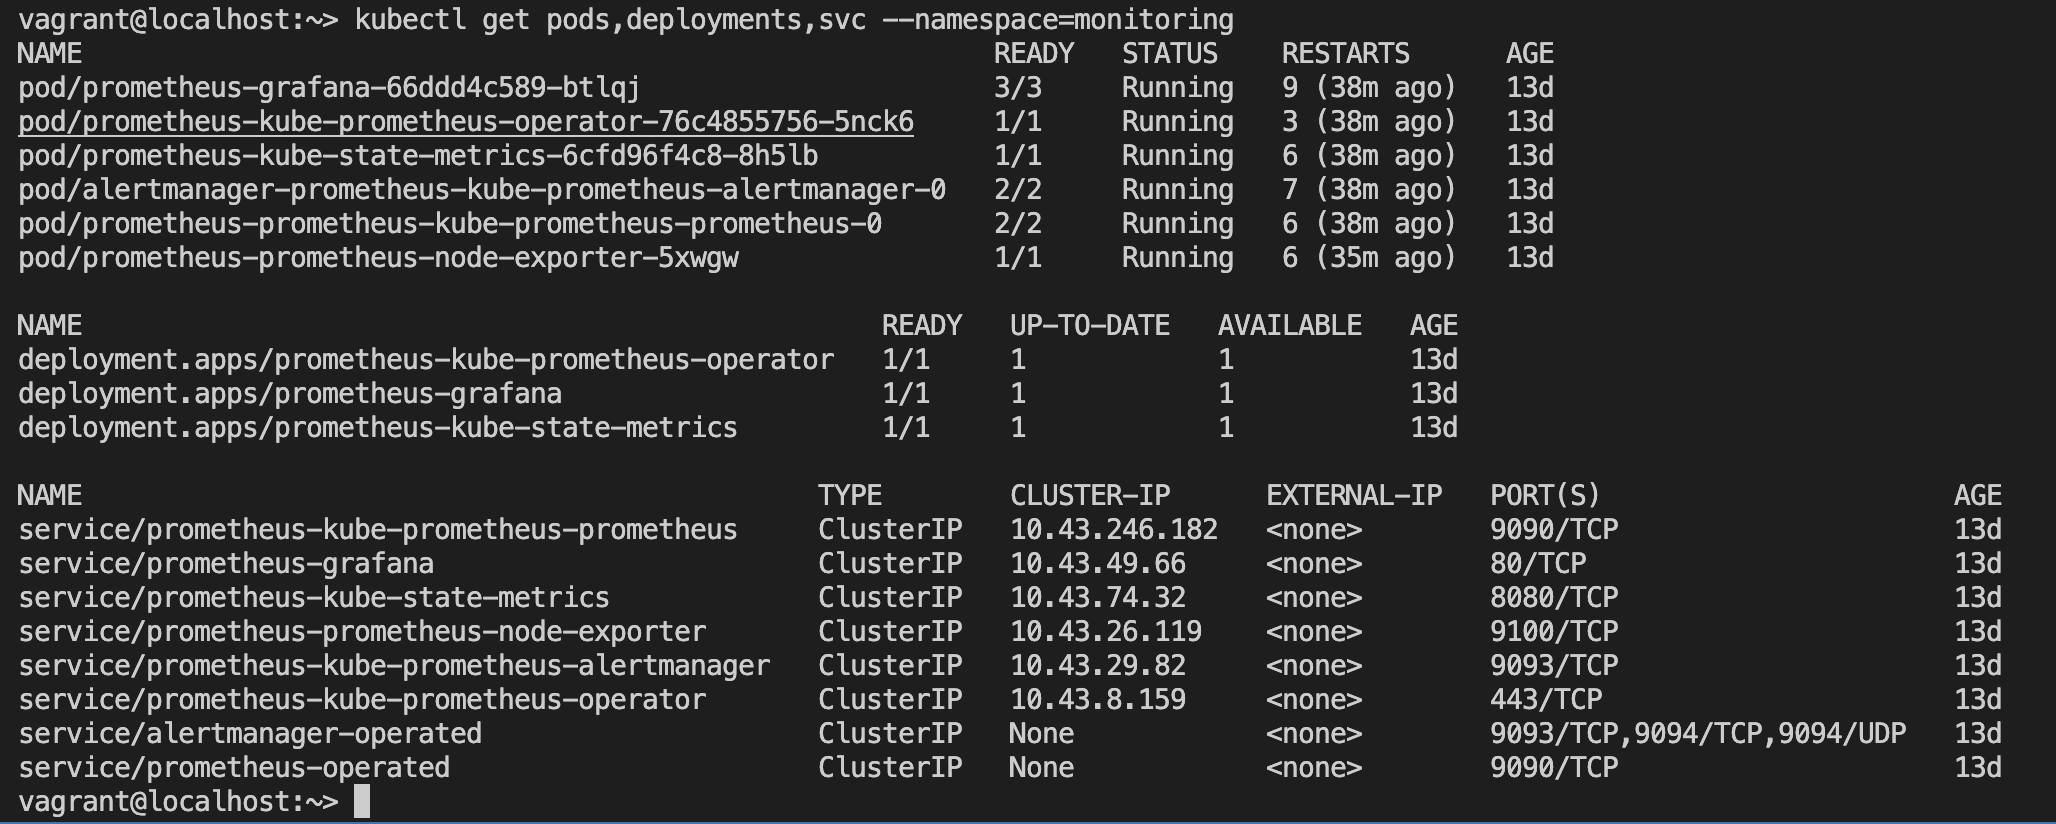 vagrant@localhost:~> kubectl get pods,deployments,svc --namespace=monitoring
NAME READY STATUS RESTARTS AGE
pod/prometheus-grafana-66ddd4c589-btlqj 3/3 Running 9 (38m ago) 13d
pod/prometheus-kube-prometheus-operator-76c4855756-5nck6 1/1 Running 3 (38m ago) 13d
pod/prometheus-kube-state-metrics-6cfd96f4c8-8h5lb 1/1 Running 6 (38m ago) 13d
pod/alertmanager-prometheus-kube-prometheus-alertmanager-0 2/2 Running 7 (38m ago) 13d
pod/prometheus-prometheus-kube-prometheus-prometheus-0 2/2 Running 6 (38m ago) 13d
pod/prometheus-prometheus-node-exporter-5xwgw 1/1 Running 6 (35m ago) 13d
NAME READY UP-TO-DATE AVAILABLE AGE
deployment.apps/prometheus-kube-prometheus-operator 1/1 1 1 13d
deployment.apps/prometheus-grafana 1/1 1 1 13d
deployment.apps/prometheus-kube-state-metrics 1/1 1 1 13d
NAME TYPE CLUSTER-IP EXTERNAL-IP PORT(S) AGE
service/prometheus-kube-prometheus-prometheus ClusterIP 10.43.246.182 <none> 9090/TCP 13d
service/prometheus-grafana ClusterIP 10.43.49.66 <none> 80/TCP 13d
service/prometheus-kube-state-metrics ClusterIP 10.43.74.32 <none> 8080/TCP 13d
service/prometheus-prometheus-node-exporter ClusterIP 10.43.26.119 <none> 9100/TCP 13d
service/prometheus-kube-prometheus-alertmanager ClusterIP 10.43.29.82 <none> 9093/TCP 13d
service/prometheus-kube-prometheus-operator ClusterIP 10.43.8.159 <none> 443/TCP 13d
service/alertmanager-operated ClusterIP None <none> 9093/TCP,9094/TCP,9094/UDP 13d
service/prometheus-operated ClusterIP None <none> 9090/TCP 13d
vagrant@localhost:~>